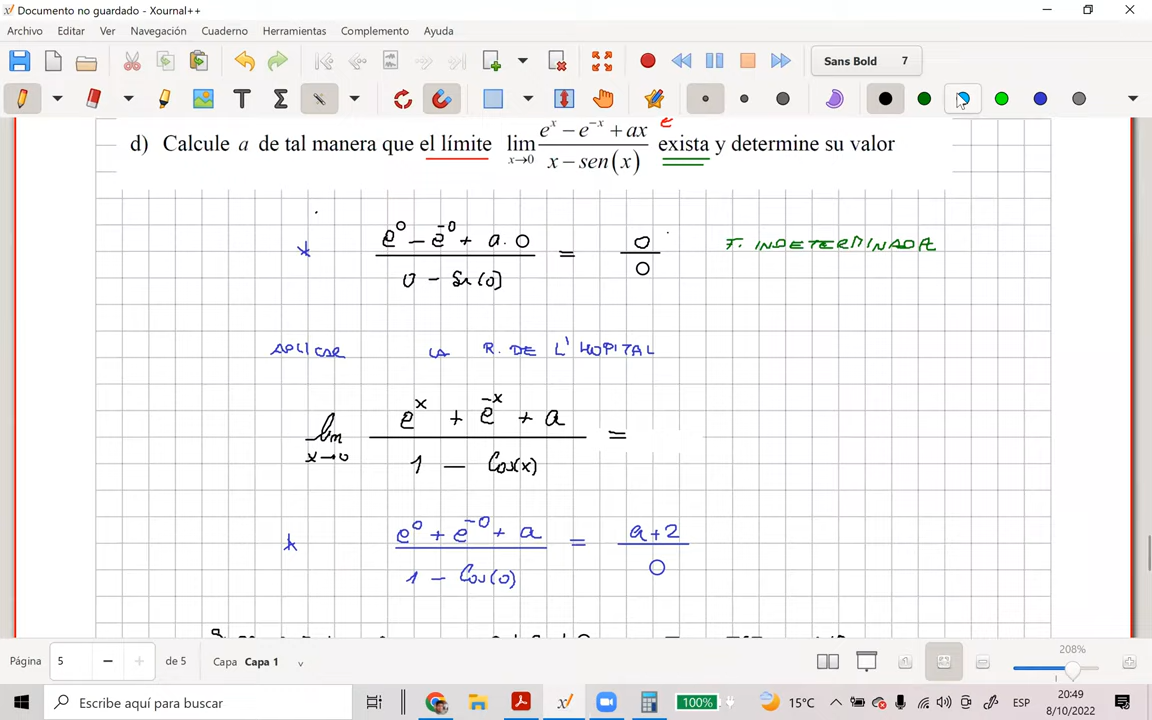 Documento no guardado - Xournal++
Archivo Editar Ver Navegación Cuaderno Herramientas Complemento Ayuda
Sans Bold 7
d) Calcule a de tal manera que el límite lim x→0 (e^x − e^−x + ax)/(x − sen(x)) exista y determine su valor
* (e^0 − e^−0 + a.0)/(0 − Sen(0)) = 0/0 F. INDETERMINADA
APLICAR LA R. DE L'HOPITAL
lim x→0 (e^x + e^−x + a)/(1 − Cos(x)) =
* (e^0 + e^−0 + a)/(1 − Cos(0)) = (a+2)/0
Página 5 de 5 Capa Capa 1 208%
Escribe aquí para buscar 100% 15°C ESP 20:49
8/10/2022